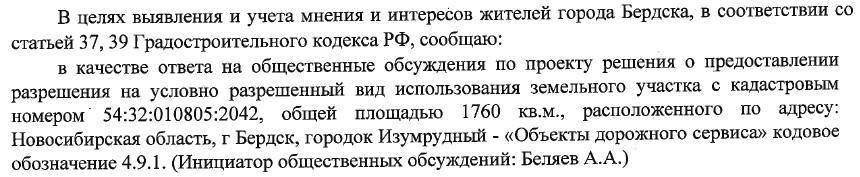 В целях выявления и учета мнения и интересов жителей города Бердска, в соответствии со
статьей 37, 39 Градостроительного кодекса РФ, сообщаю:
в качестве ответа на общественные обсуждения по проекту решения о предоставлении
разрешения на условно разрешенный вид использования земельного участка с кадастровым
номером 54:32:010805:2042, общей площадью 1760 кв.м., расположенного по адресу:
Новосибирская область, г Бердск, городок Изумрудный - «Объекты дорожного сервиса» кодовое
обозначение 4.9.1. (Инициатор общественных обсуждений: Беляев А.А.)